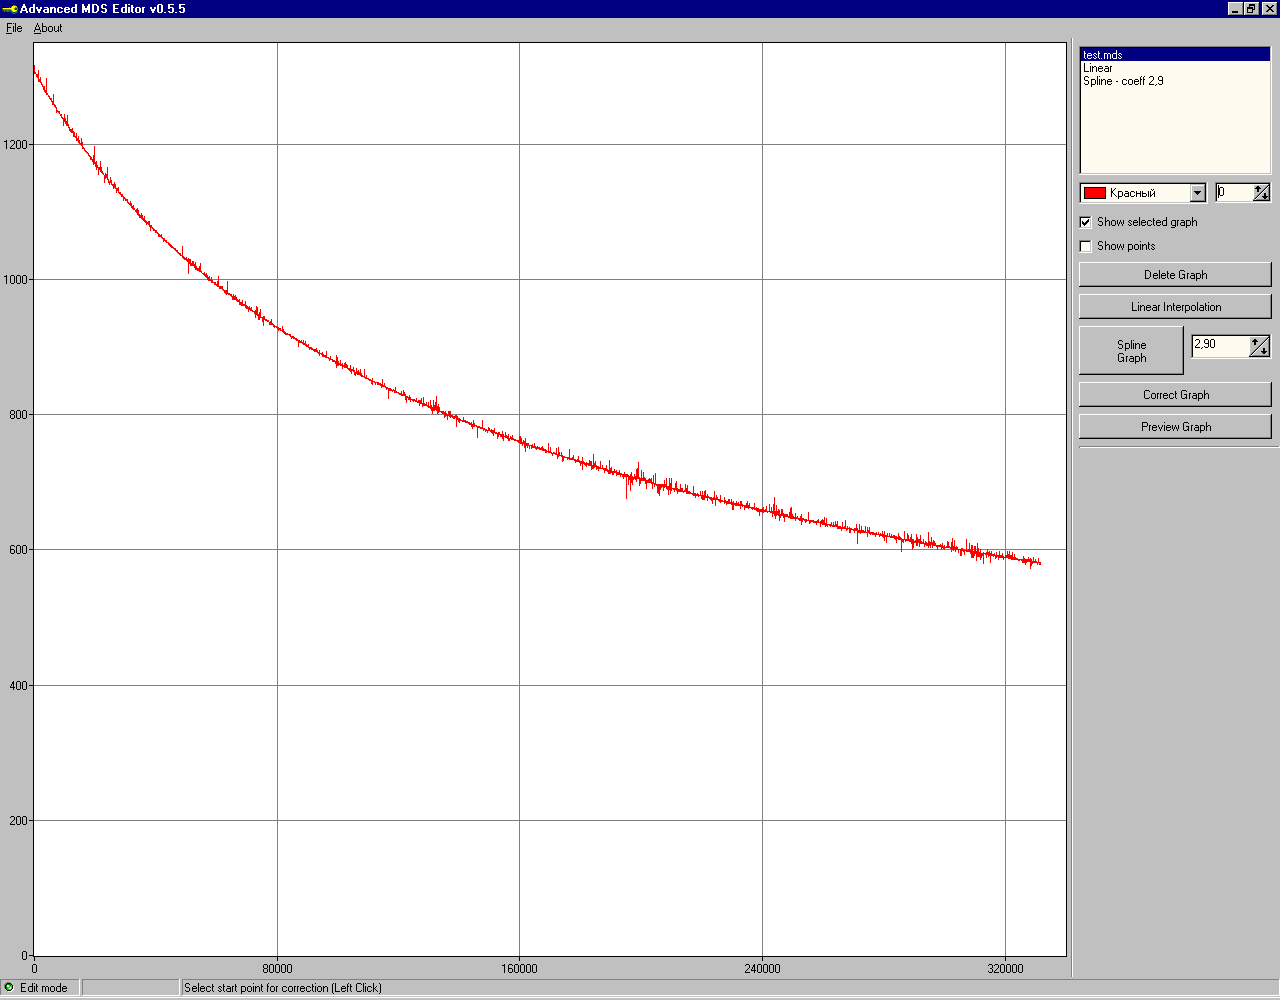 Advanced MDS Editor v0.5.5
File About
1200
1000
800
600
400
200
0
0 80000 160000 240000 320000
test.mds
Linear
Spline - coeff 2,9
Красный 0
Show selected graph
Show points
Delete Graph
Linear Interpolation
Spline
Graph
2,90
Correct Graph
Preview Graph
Edit mode Select start point for correction (Left Click)